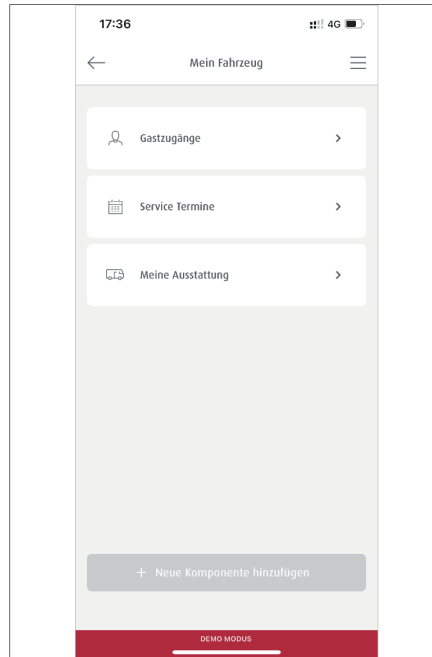 17:36
4G
Mein Fahrzeug
Gastzugänge
Service Termine
Meine Ausstattung
+ Neue Komponente hinzufügen
DEMO MODUS